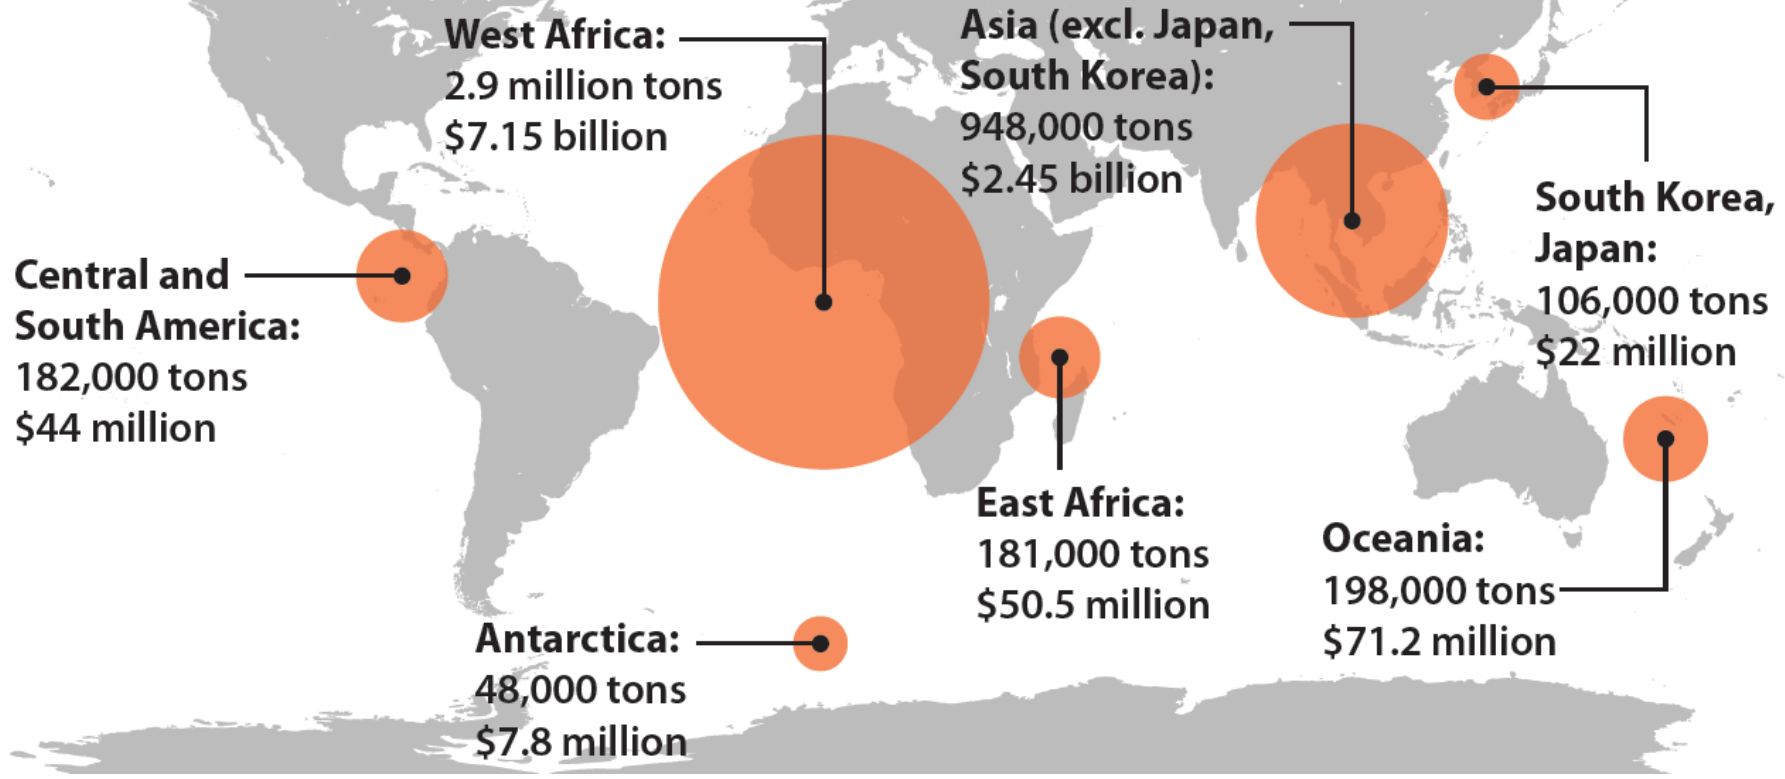 West Africa:
2.9 million tons
$7.15 billion
Asia (excl. Japan,
South Korea):
948,000 tons
$2.45 billion
South Korea,
Japan:
106,000 tons
$22 million
Central and
South America:
182,000 tons
$44 million
East Africa:
181,000 tons
$50.5 million
Oceania:
198,000 tons
$71.2 million
Antarctica:
48,000 tons
$7.8 million